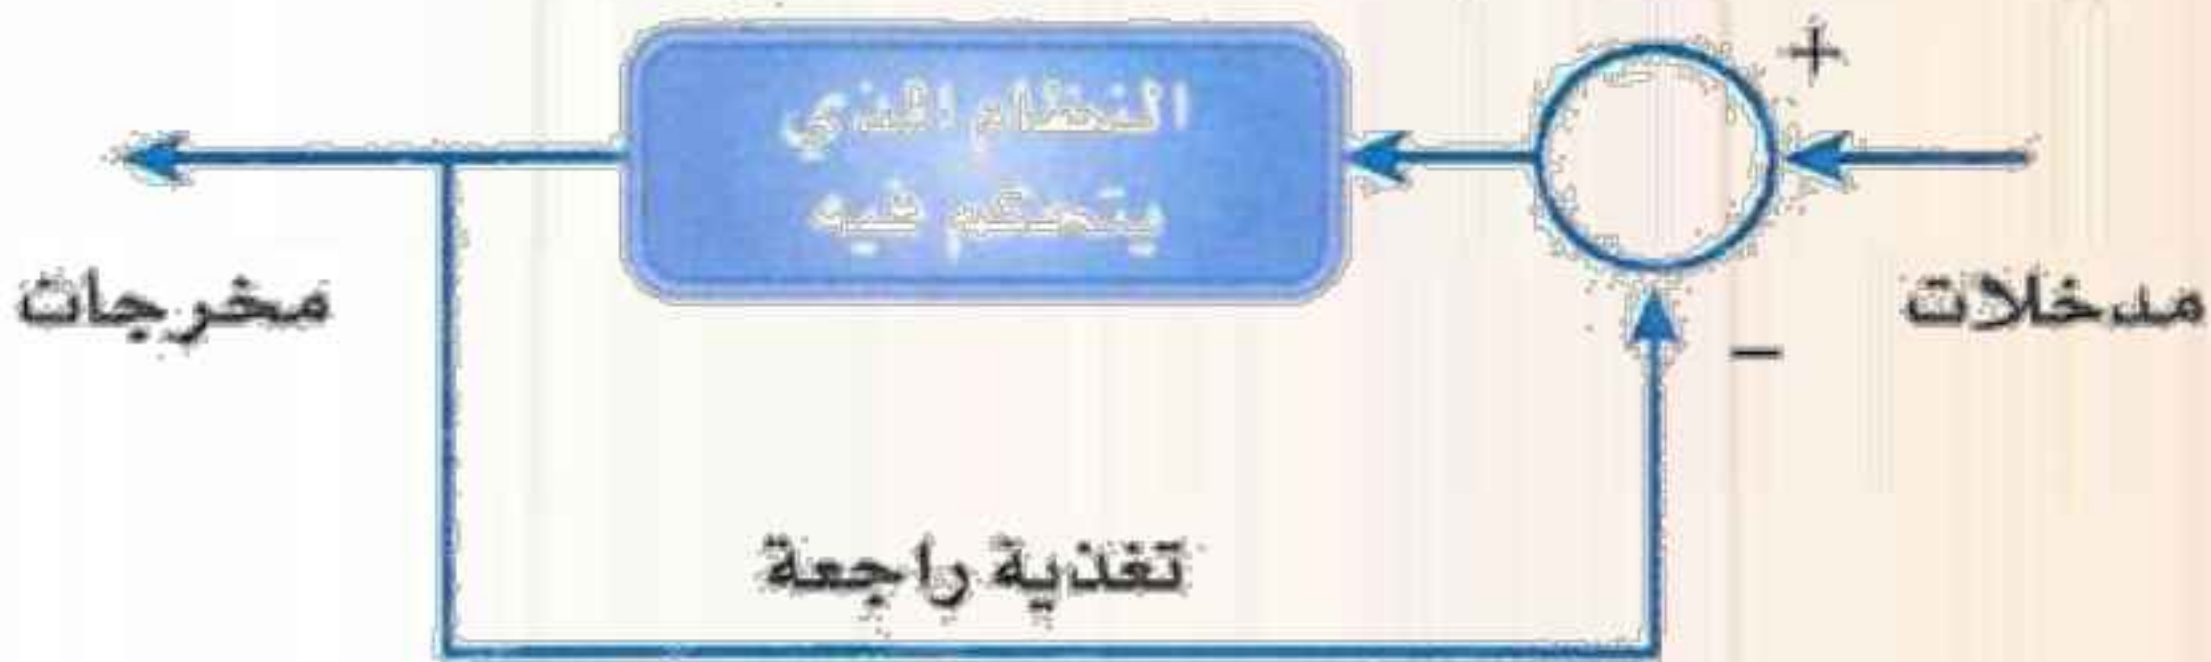 النظام الذي
يتحكم فيه
+
مدخلات
−
مخرجات
تغذية راجعة